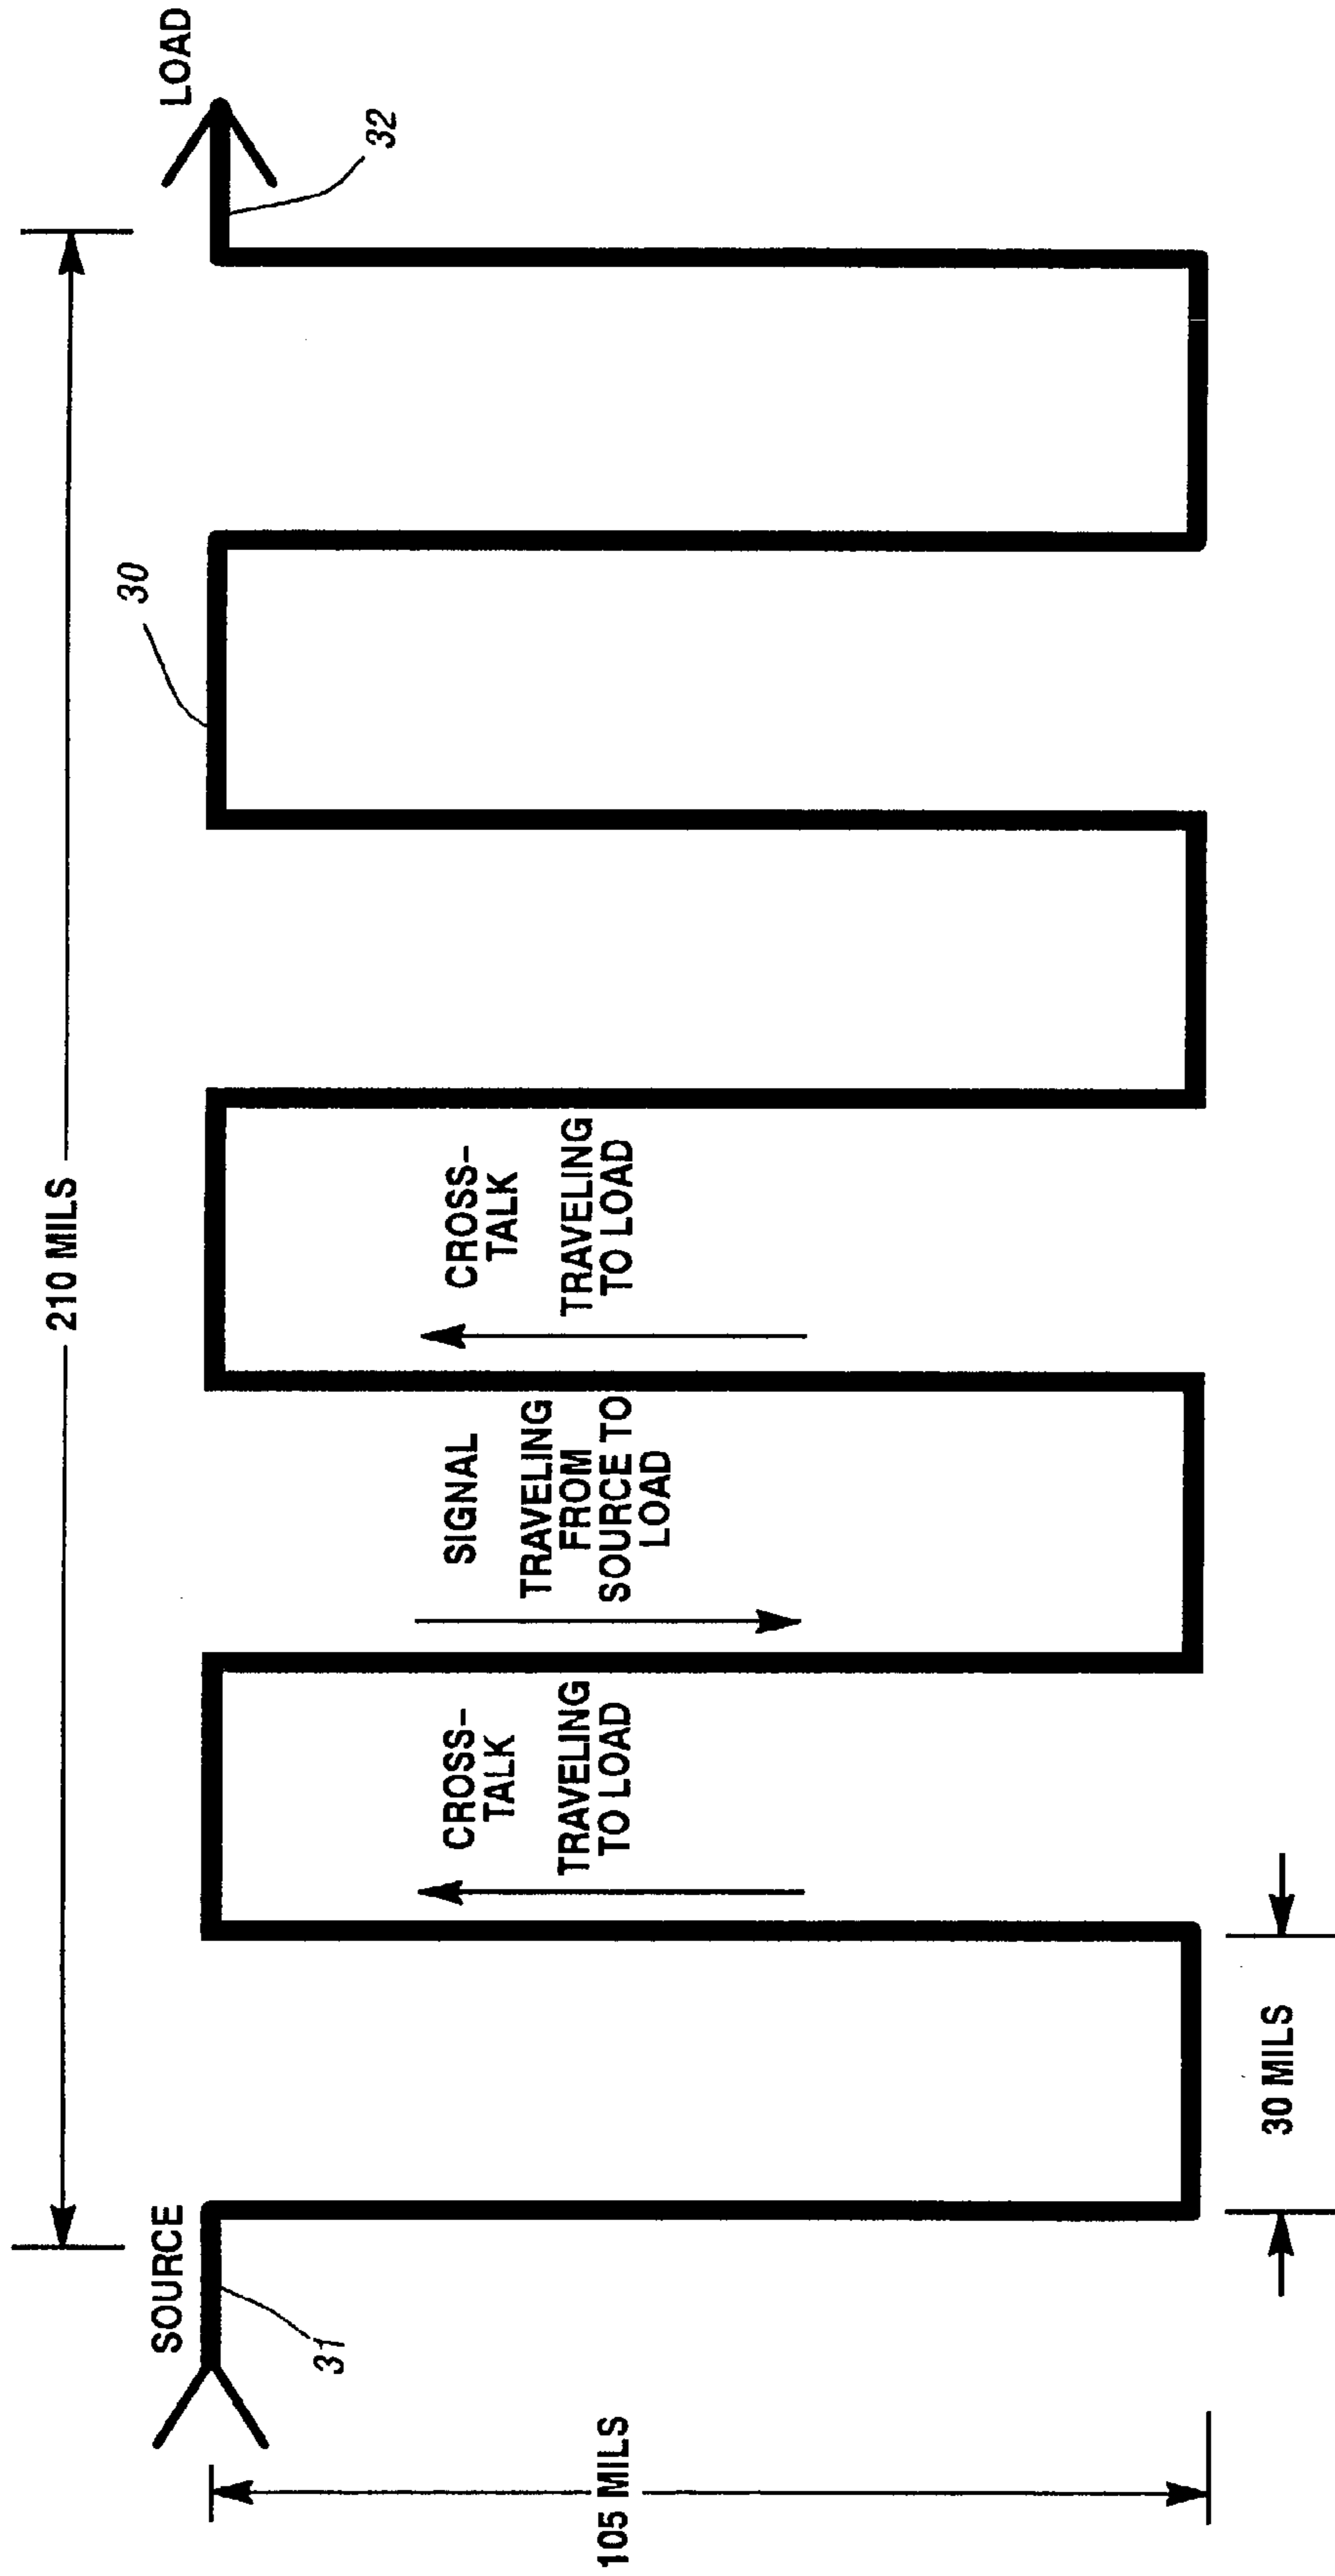 210 MILS
SOURCE
LOAD
30
31
32
CROSS-
TALK
TRAVELING
TO LOAD
SIGNAL
TRAVELING
FROM
SOURCE TO
LOAD
CROSS-
TALK
TRAVELING
TO LOAD
105 MILS
30 MILS